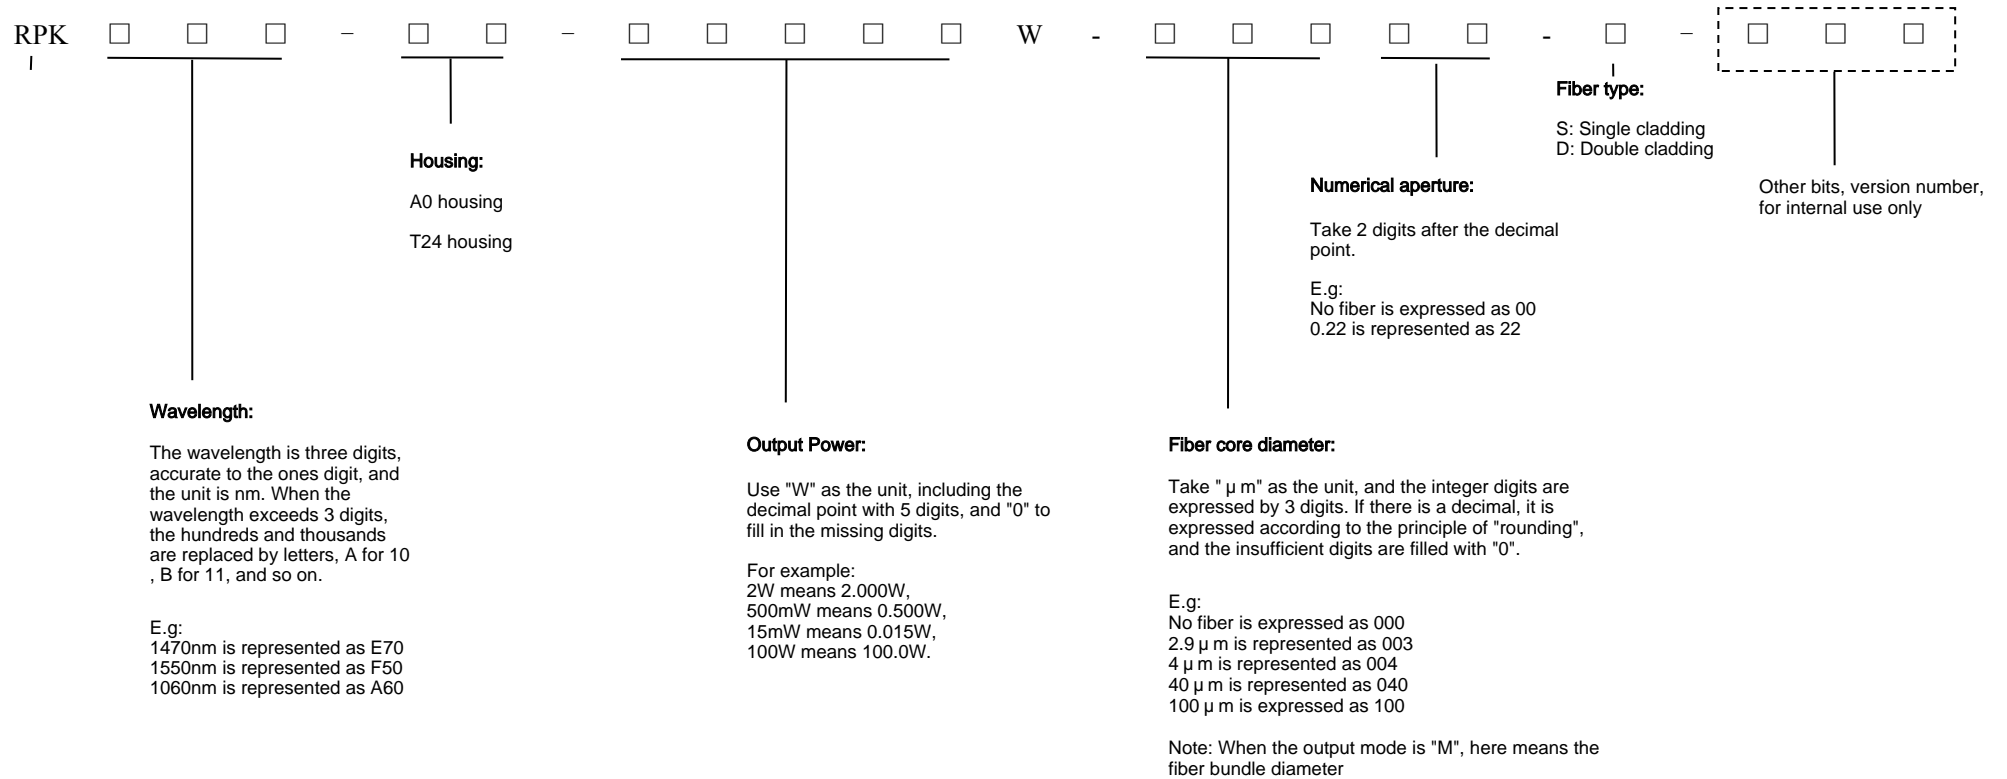 RPK □ □ □ – □ □ – □ □ □ □ □ W - □ □ □ □ □ - □ – □ □ □
Fiber type:
S: Single cladding
D: Double cladding
Housing:
A0 housing
T24 housing
Numerical aperture:
Take 2 digits after the decimal
point.
E.g:
No fiber is expressed as 00
0.22 is represented as 22
Other bits, version number,
for internal use only
Wavelength:
The wavelength is three digits,
accurate to the ones digit, and
the unit is nm. When the
wavelength exceeds 3 digits,
the hundreds and thousands
are replaced by letters, A for 10
, B for 11, and so on.
E.g:
1470nm is represented as E70
1550nm is represented as F50
1060nm is represented as A60
Output Power:
Use "W" as the unit, including the
decimal point with 5 digits, and "0" to
fill in the missing digits.
For example:
2W means 2.000W,
500mW means 0.500W,
15mW means 0.015W,
100W means 100.0W.
Fiber core diameter:
Take " μ m" as the unit, and the integer digits are
expressed by 3 digits. If there is a decimal, it is
expressed according to the principle of "rounding",
and the insufficient digits are filled with "0".
E.g:
No fiber is expressed as 000
2.9 μ m is represented as 003
4 μ m is represented as 004
40 μ m is represented as 040
100 μ m is expressed as 100
Note: When the output mode is "M", here means the
fiber bundle diameter